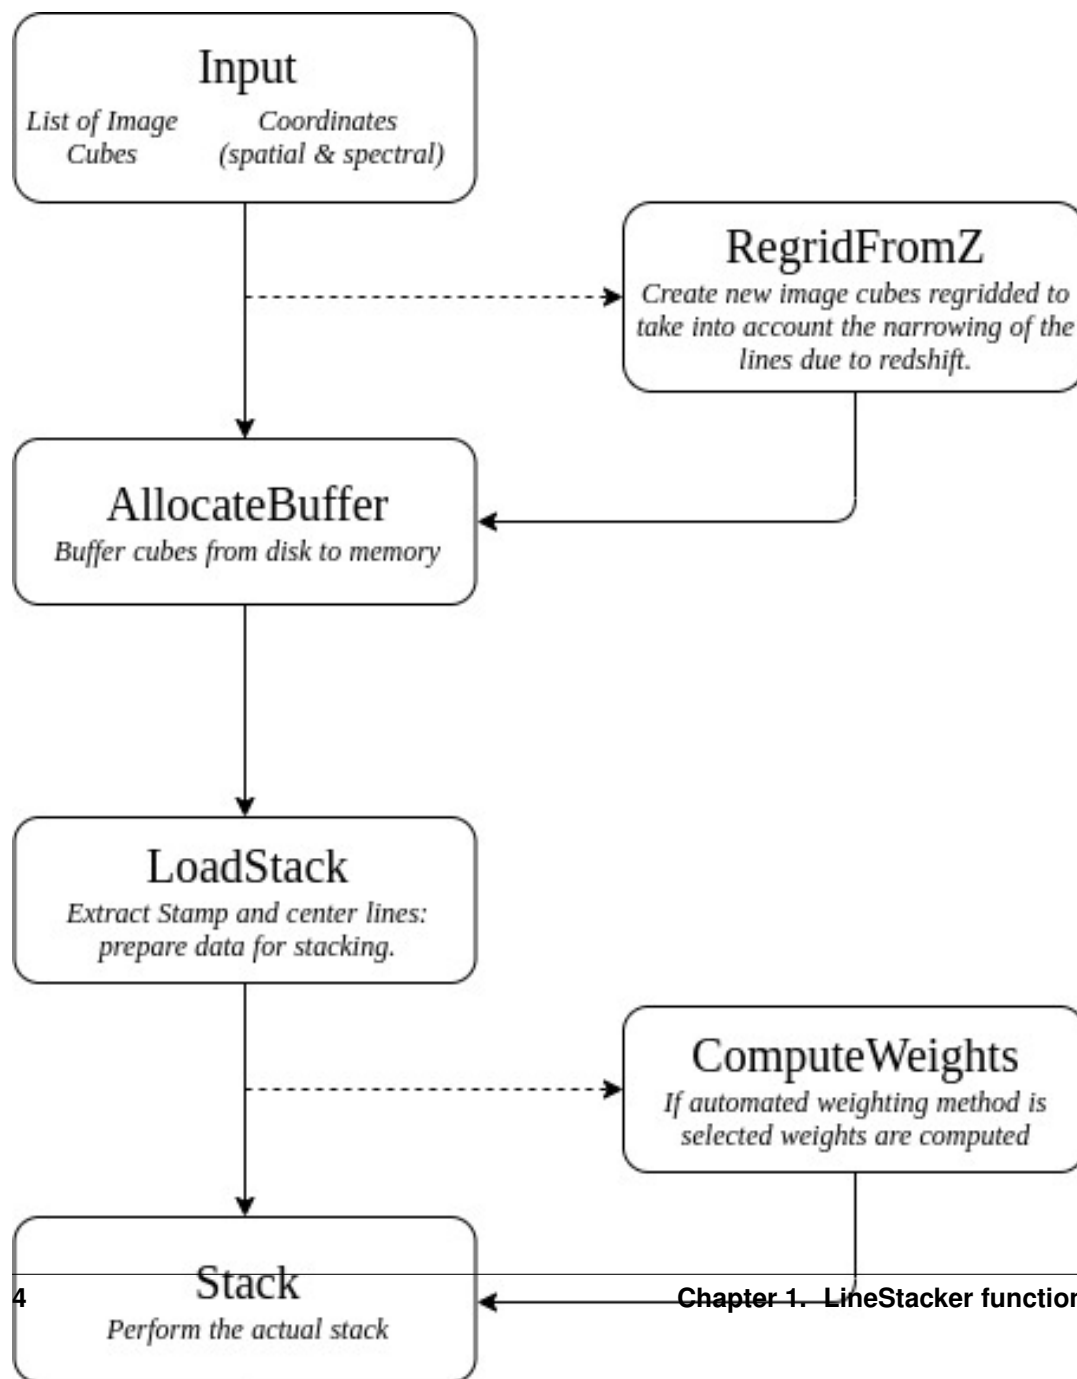 Input
List of Image Cubes
Coordinates
(spatial & spectral)
RegridFromZ
Create new image cubes regridded to
take into account the narrowing of the
lines due to redshift.
AllocateBuffer
Buffer cubes from disk to memory
LoadStack
Extract Stamp and center lines:
prepare data for stacking.
ComputeWeights
If automated weighting method is
selected weights are computed
Stack
Perform the actual stack
4
Chapter 1. LineStacker function